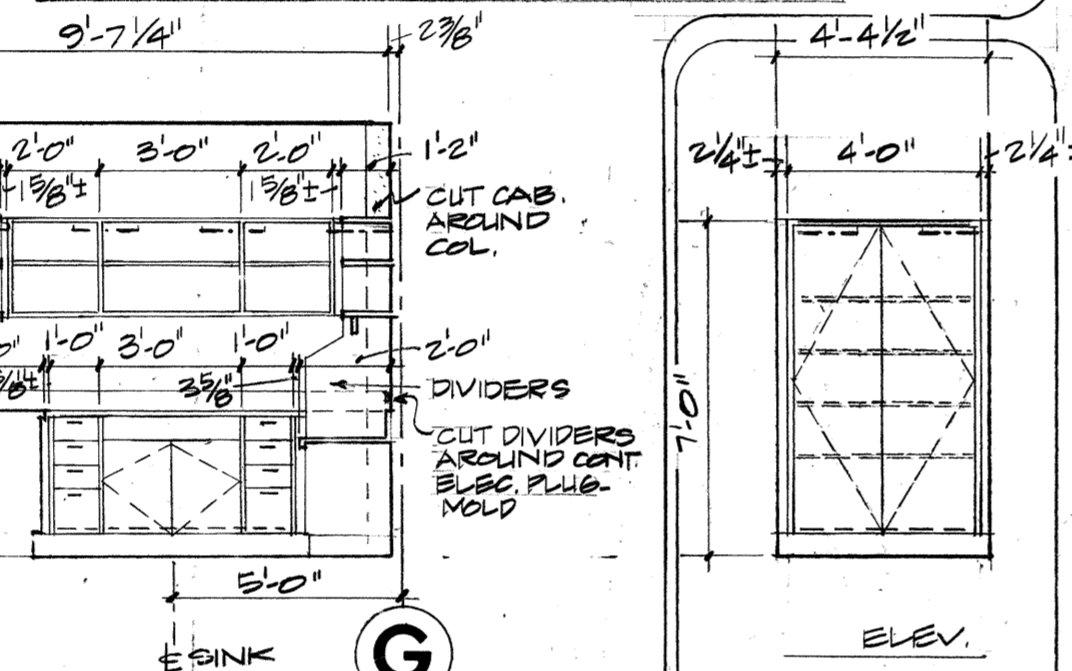 9'-7 1/4"
2 3/8"
4'-4 1/2"
2'-0"
3'-0"
2'-0"
1'-2"
2 1/4"±
4'-0"
2 1/4"±
1 5/8"±
1 5/8"±
CUT CAB.
AROUND
COL.
1'-0"
3'-0"
1'-0"
2'-0"
3 5/8"
DIVIDERS
7'-0"
CUT DIVIDERS
AROUND CONT.
ELEC. PLUG-
MOLD
5'-0"
℄ SINK
G
ELEV.